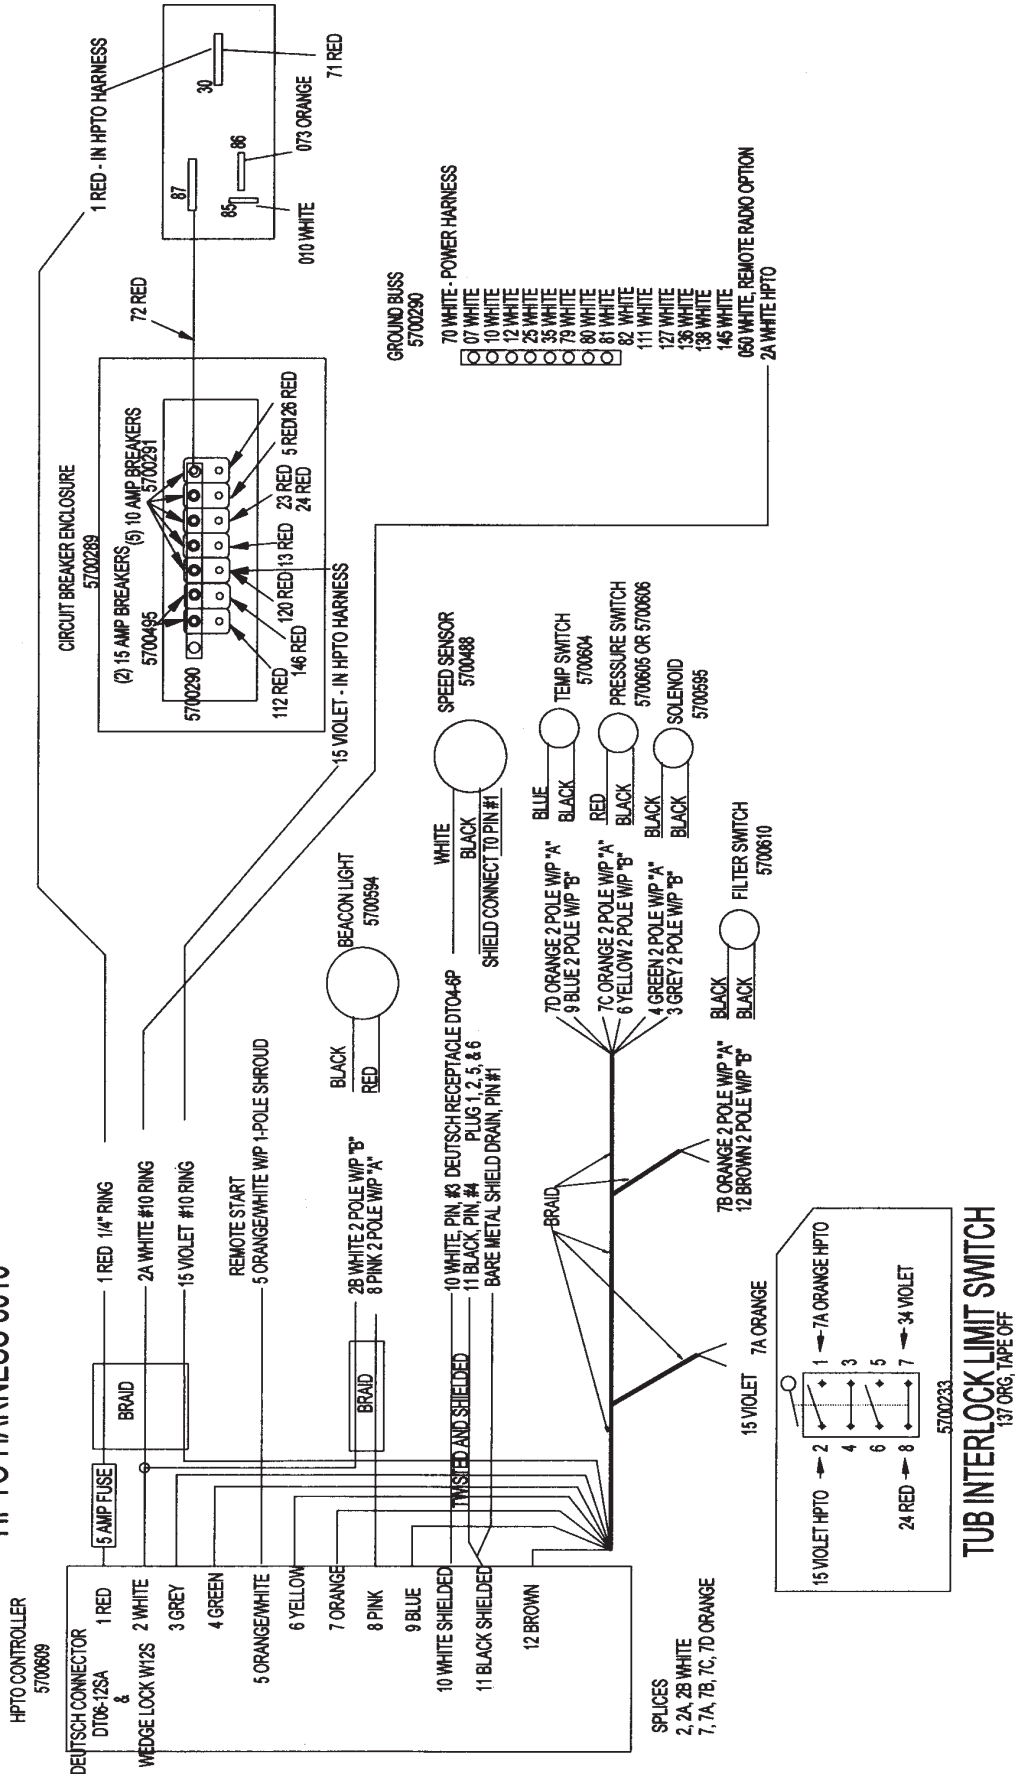 HPTO CONTROLLER
5700609
DEUTSCH CONNECTOR
DT06-12SA
&
WEDGE LOCK W12S
1 RED
2 WHITE
3 GREY
4 GREEN
5 ORANGE/WHITE
6 YELLOW
7 ORANGE
8 PINK
9 BLUE
10 WHITE SHIELDED
11 BLACK SHIELDED
12 BROWN
SPLICES
2, 2A, 2B WHITE
7, 7A, 7B, 7C, 7D ORANGE
5 AMP FUSE
BRAID
1 RED 1/4" RING
2A WHITE #10 RING
15 VIOLET #10 RING
REMOTE START
5 ORANGE/WHITE W/P 1-POLE SHROUD
BRAID
2B WHITE 2 POLE W/P "B"
8 PINK 2 POLE W/P "A"
BLACK
RED
BEACON LIGHT
5700594
TWISTED AND SHIELDED
10 WHITE, PIN, #3 DEUTSCH RECEPTACLE DTO4-6P
11 BLACK, PIN, #4 PLUG 1, 2, 5, & 6
BARE METAL SHIELD DRAIN, PIN #1
WHITE
BLACK
SHIELD CONNECT TO PIN #1
SPEED SENSOR
5700488
BRAID
7D ORANGE 2 POLE W/P "A"
9 BLUE 2 POLE W/P "B"
7C ORANGE 2 POLE W/P "A"
6 YELLOW 2 POLE W/P "B"
4 GREEN 2 POLE W/P "A"
3 GREY 2 POLE W/P "B"
BLUE
BLACK
TEMP SWITCH
5700604
RED
BLACK
PRESSURE SWITCH
5700605 OR 5700606
BLACK
BLACK
SOLENOID
5700595
7B ORANGE 2 POLE W/P "A"
12 BROWN 2 POLE W/P "B"
BLACK
BLACK
FILTER SWITCH
5700610
15 VIOLET
7A ORANGE
15 VIOLET HPTO
2
1
7A ORANGE HPTO
4
3
6
5
24 RED
8
7
34 VIOLET
5700233
TUB INTERLOCK LIMIT SWITCH
137 ORG, TAPE OFF
1 RED - IN HPTO HARNESS
CIRCUIT BREAKER ENCLOSURE
5700289
(2) 15 AMP BREAKERS
5700495
(5) 10 AMP BREAKERS
5700291
5700290
112 RED
146 RED
120 RED
13 RED
23 RED
24 RED
5 RED
126 RED
15 VIOLET - IN HPTO HARNESS
72 RED
87
30
86
85
71 RED
073 ORANGE
010 WHITE
GROUND BUSS
5700290
70 WHITE - POWER HARNESS
07 WHITE
10 WHITE
12 WHITE
25 WHITE
35 WHITE
79 WHITE
80 WHITE
81 WHITE
82 WHITE
111 WHITE
127 WHITE
136 WHITE
138 WHITE
145 WHITE
050 WHITE, REMOTE RADIO OPTION
2A WHITE HPTO